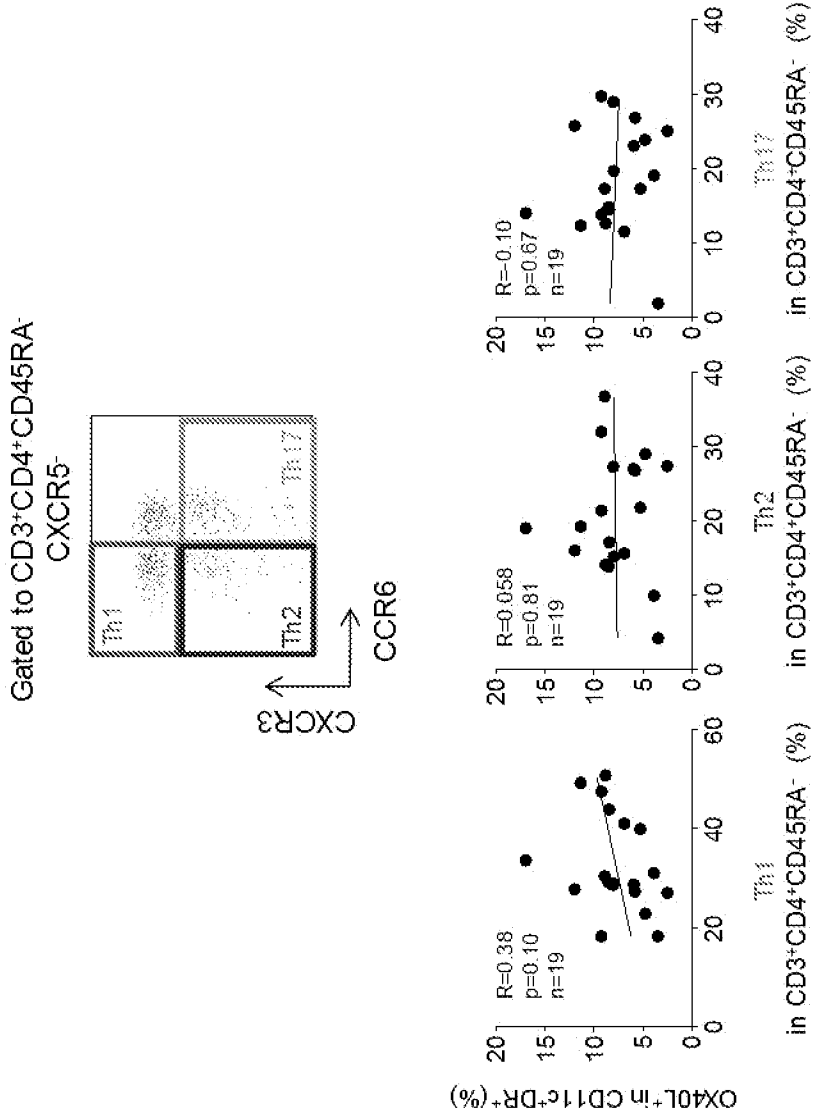 Gated to CD3⁺CD4⁺CD45RA⁻
CXCR5⁻
Th1
Th2
Th17
CXCR3
CCR6
OX40L⁺in CD11c⁺DR⁺(%)
R=0.38
p=0.10
n=19
20
15
10
5
0
0
20
40
60
Th1
in CD3⁺CD4⁺CD45RA⁻ (%)
R=0.058
p=0.81
n=19
20
15
10
5
0
0
10
20
30
40
Th2
in CD3⁺CD4⁺CD45RA⁻ (%)
R=-0.10
p=0.67
n=19
20
15
10
5
0
0
10
20
30
40
Th17
in CD3⁺CD4⁺CD45RA⁻ (%)